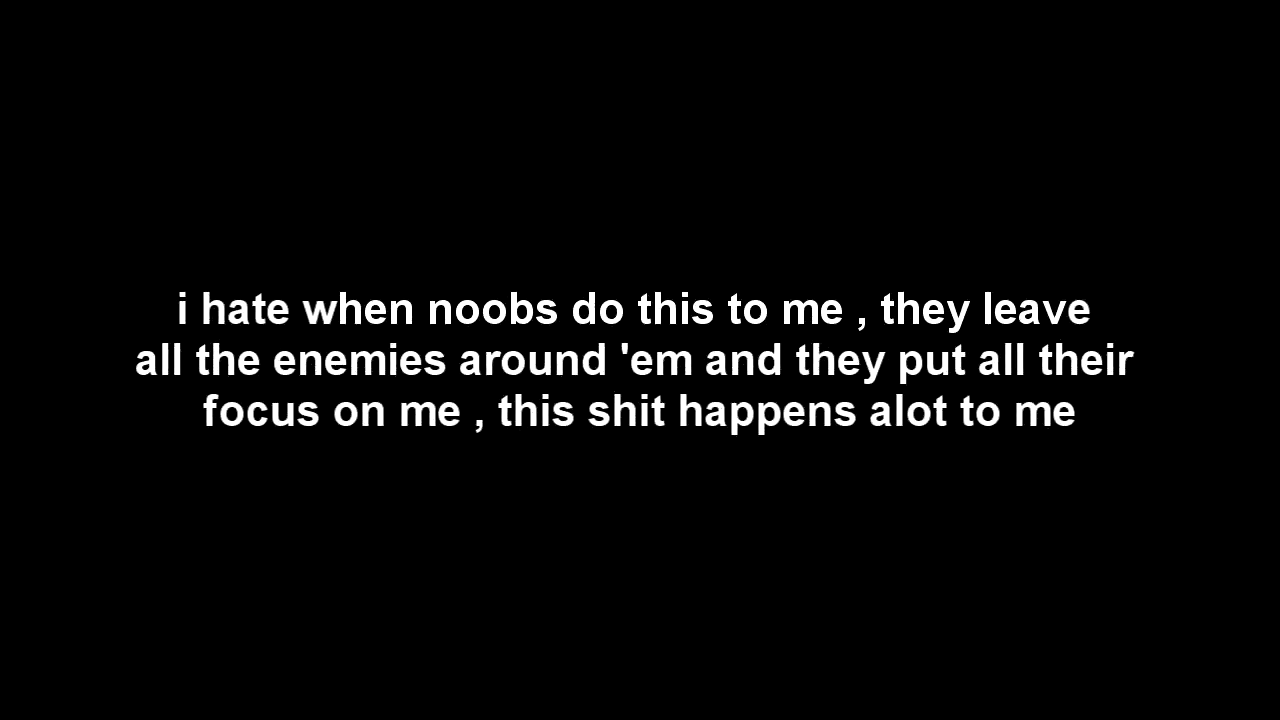 i hate when noobs do this to me , they leave
all the enemies around 'em and they put all their
focus on me , this shit happens alot to me